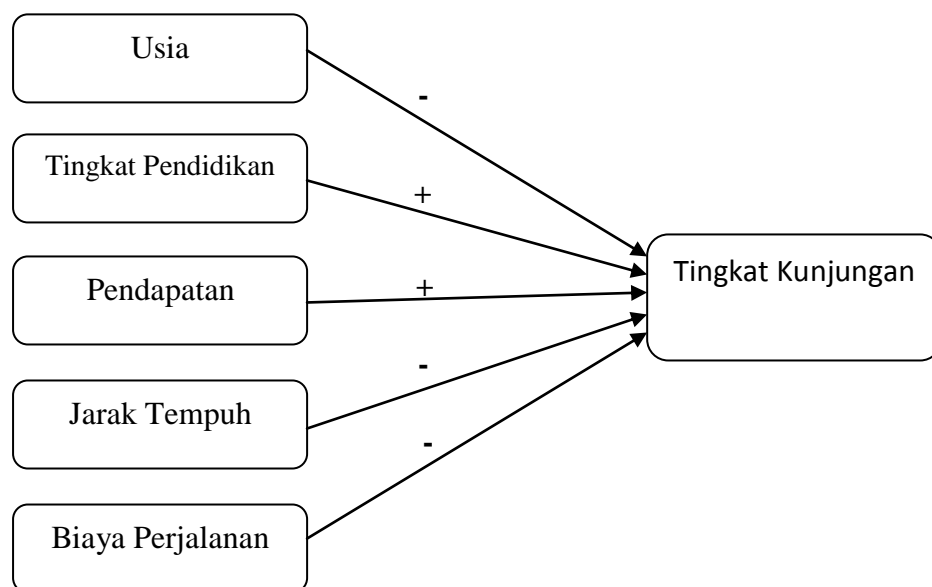 Usia
-
Tingkat Pendidikan
+
Pendapatan
+
Tingkat Kunjungan
-
Jarak Tempuh
-
Biaya Perjalanan